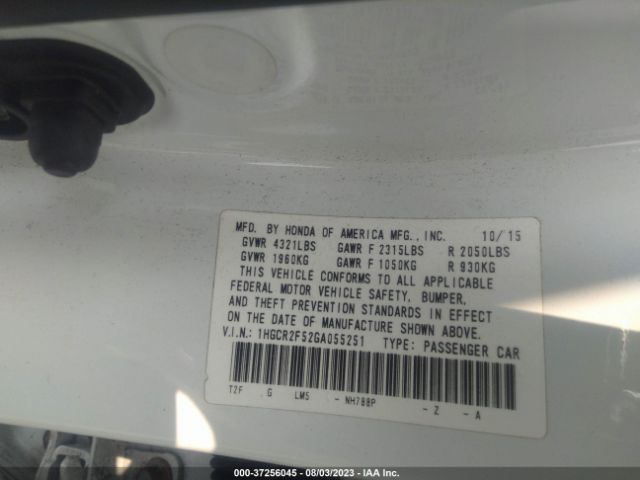 MFD. BY HONDA OF AMERICA MFG., INC. 10/15
GVWR 4321LBS GAWR F 2315LBS R 2050LBS
GVWR 1960KG GAWR F 1050KG R 930KG
THIS VEHICLE CONFORMS TO ALL APPLICABLE
FEDERAL MOTOR VEHICLE SAFETY, BUMPER,
AND THEFT PREVENTION STANDARDS IN EFFECT
ON THE DATE OF MANUFACTURE SHOWN ABOVE.
V.I.N.: 1HGCR2F52GA055251 TYPE: PASSENGER CAR
T2F G LM5 - NH788P - Z - A
000-37256045 - 08/03/2023 - IAA Inc.